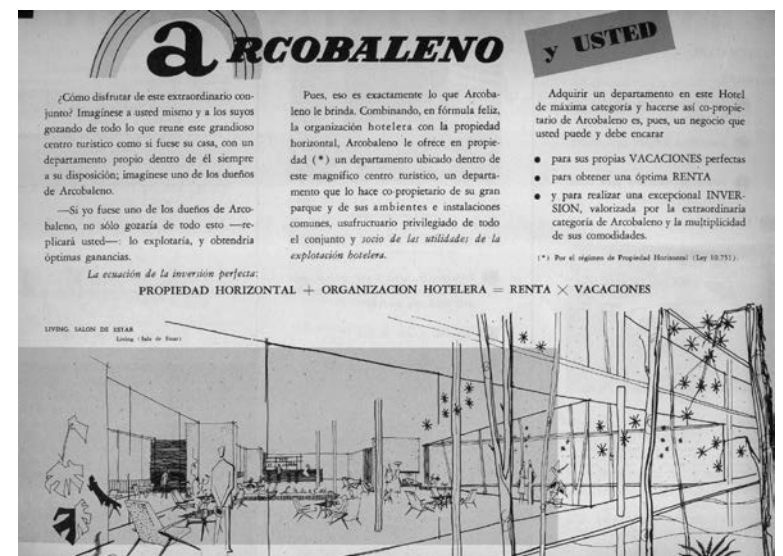 aRCOBALENO
y USTED
¿Cómo disfrutar de este extraordinario con-
junto? Imagínese a usted mismo y a los suyos
gozando de todo lo que reune este grandioso
centro turístico como si fuese su casa, con un
departamento propio dentro de él siempre
a su disposición; imagínese uno de los dueños
de Arcobaleno.
—Si yo fuese uno de los dueños de Arco-
baleno, no sólo gozaría de todo esto —re-
plicará usted—: lo explotaría, y obtendría
óptimas ganancias.
La ecuación de la inversión perfecta:
Pues, eso es exactamente lo que Arcoba-
leno le brinda. Combinando, en fórmula feliz,
la organización hotelera con la propiedad
horizontal, Arcobaleno le ofrece en propie-
dad (*) un departamento ubicado dentro de
este magnífico centro turístico, un departa-
mento que lo hace co-propietario de su gran
parque y de sus ambientes e instalaciones
comunes, usufructuario privilegiado de todo
el conjunto y socio de las utilidades de la
explotación hotelera.
Adquirir un departamento en este Hotel
de máxima categoría y hacerse así co-propie-
tario de Arcobaleno es, pues, un negocio que
usted puede y debe encarar
• para sus propias VACACIONES perfectas
• para obtener una óptima RENTA
• y para realizar una excepcional INVER-
SION, valorizada por la extraordinaria
categoría de Arcobaleno y la multiplicidad
de sus comodidades.
(*) Por el régimen de Propiedad Horizontal (Ley 10.751).
PROPIEDAD HORIZONTAL + ORGANIZACION HOTELERA = RENTA × VACACIONES
LIVING. SALON DE ESTAR
Living (Sala de Estar)